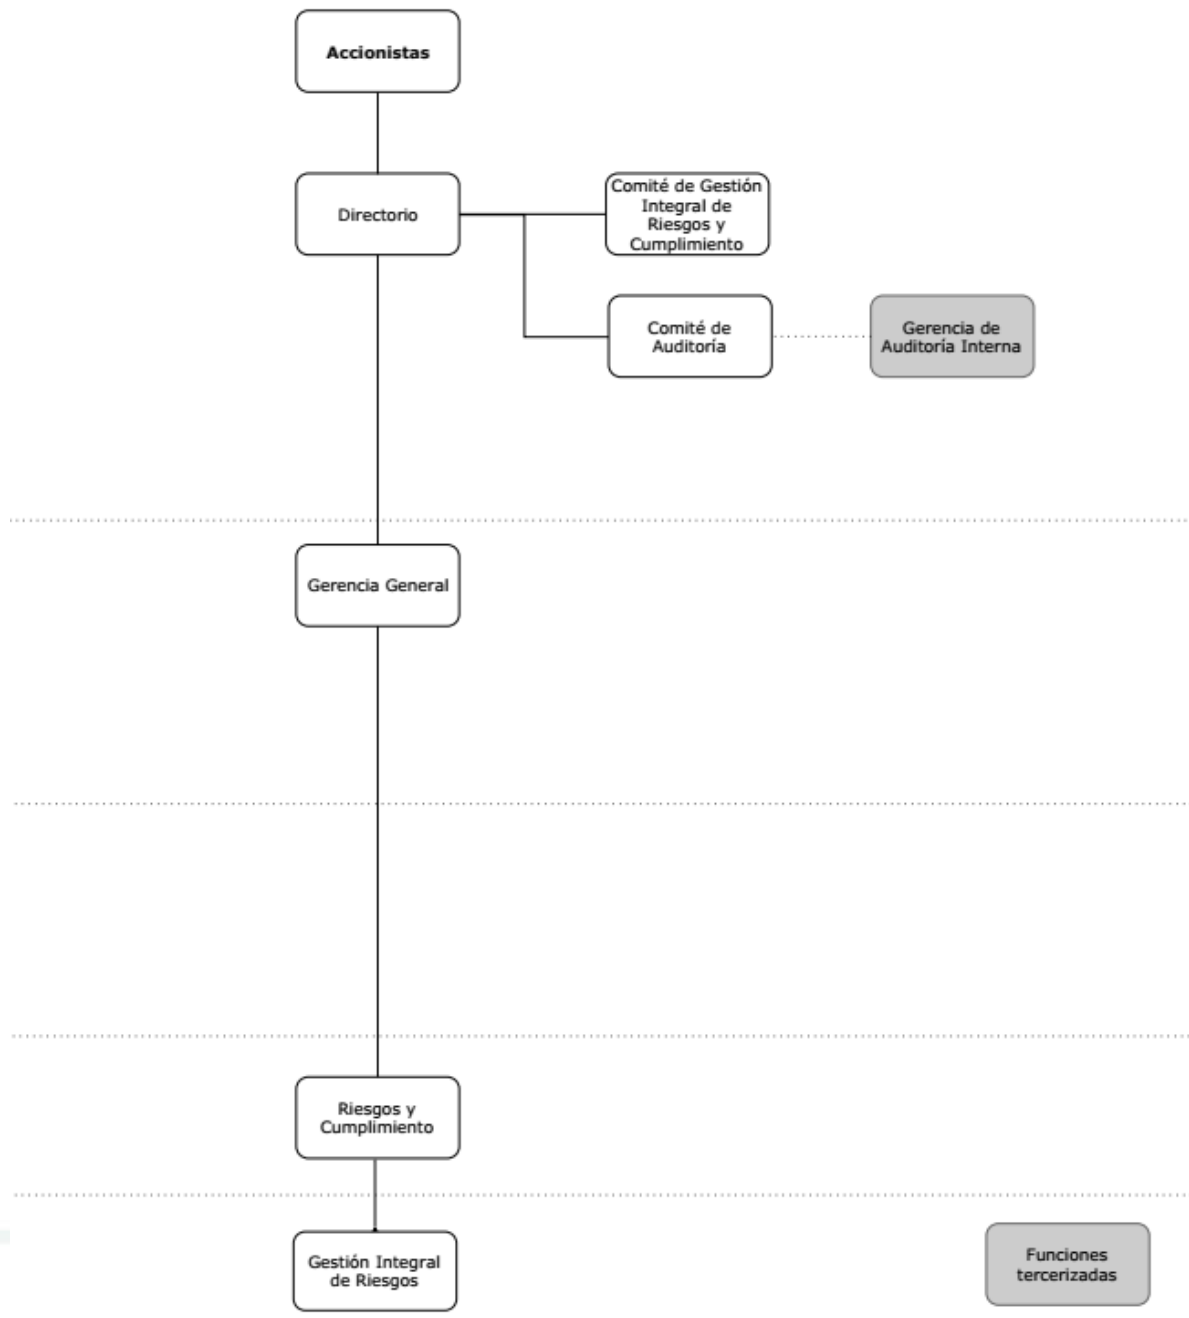 Accionistas
Directorio
Comité de Gestión
Integral de
Riesgos y
Cumplimiento
Comité de
Auditoría
Gerencia de
Auditoría Interna
Gerencia General
Riesgos y
Cumplimiento
Gestión Integral
de Riesgos
Funciones
tercerizadas